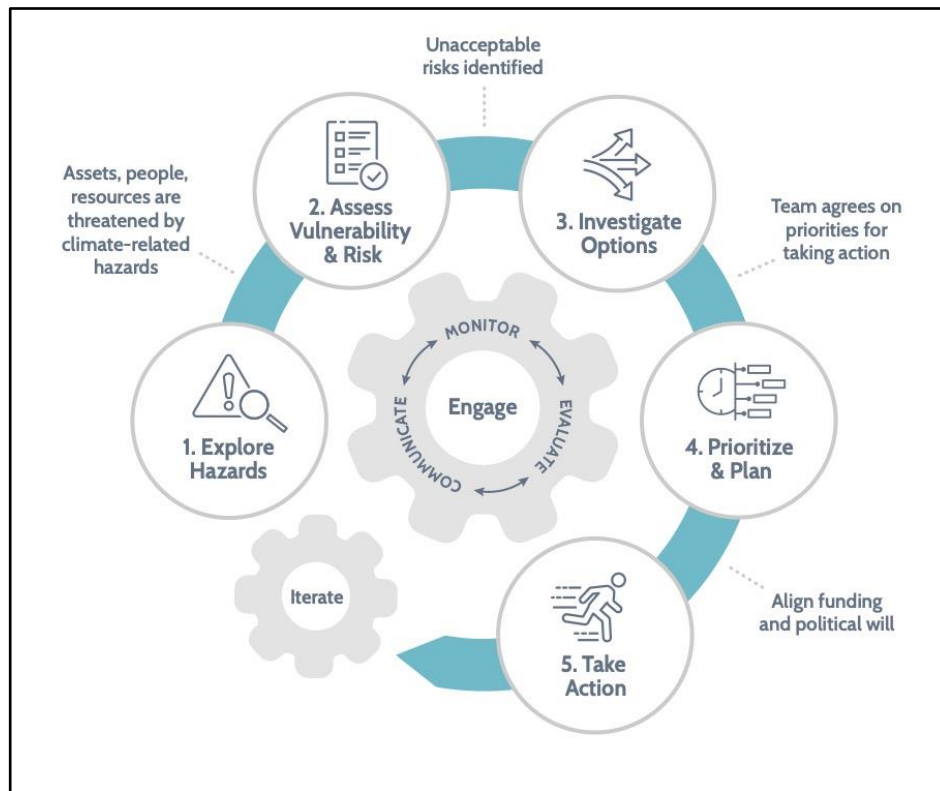 Unacceptable
risks identified
Assets, people,
resources are
threatened by
climate-related
hazards
2. Assess
Vulnerability
& Risk
3. Investigate
Options
Team agrees on
priorities for
taking action
MONITOR
Engage
EVALUATE
COMMUNICATE
1. Explore
Hazards
4. Prioritize
& Plan
Iterate
5. Take
Action
Align funding
and political will